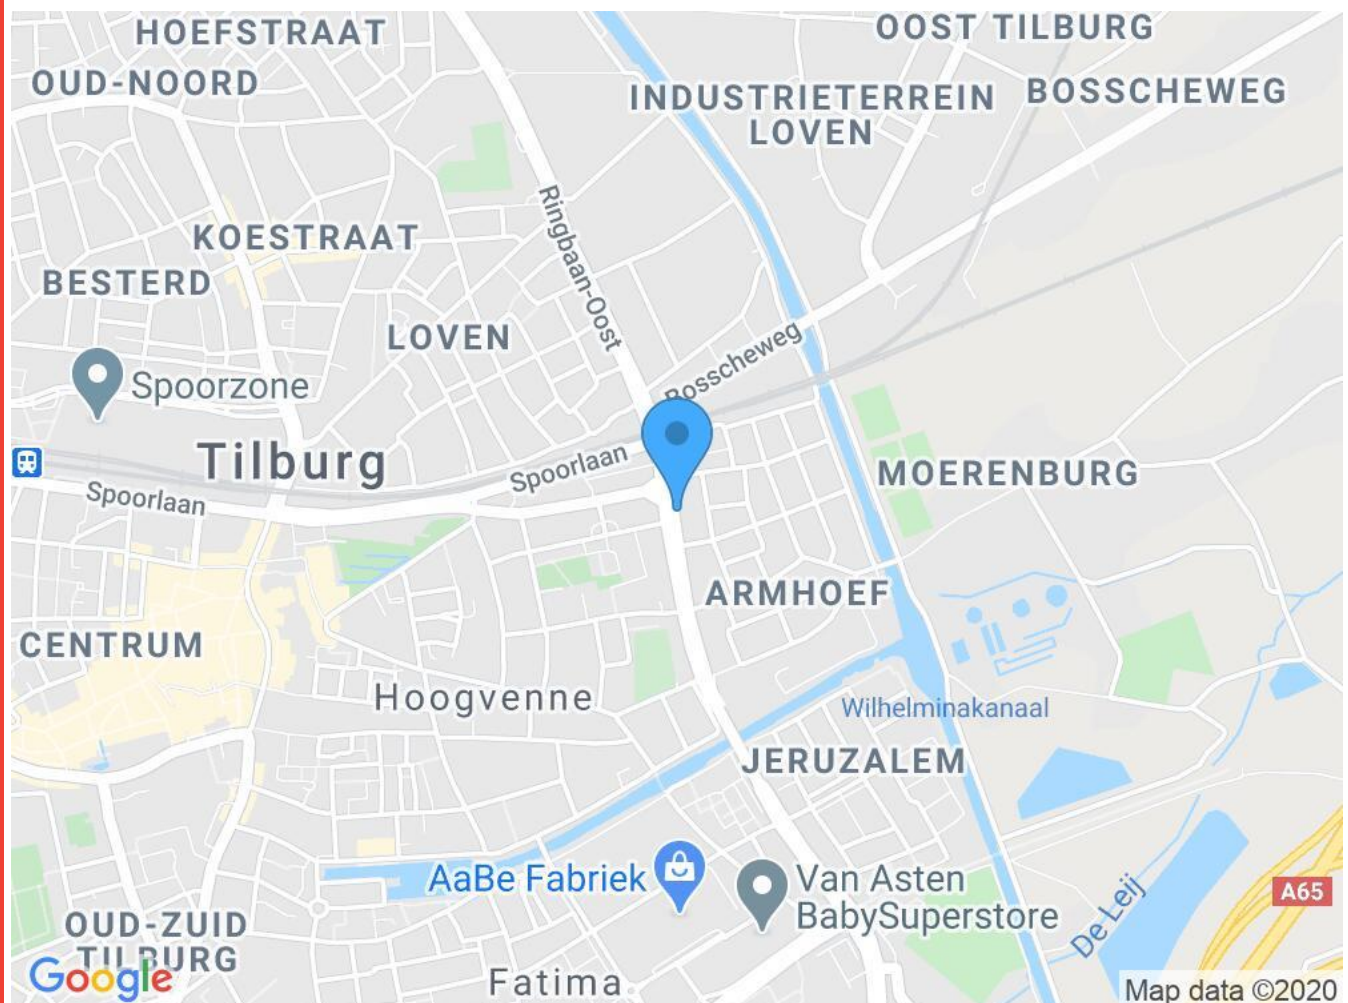 HOEFSTRAAT
OOST TILBURG
OUD-NOORD
INDUSTRIETERREIN
LOVEN
BOSSCHEWEG
KOESTRAAT
BESTERD
Ringbaan-Oost
LOVEN
Bosscheweg
Spoorzone
Tilburg
Spoorlaan
Spoorlaan
MOERENBURG
ARMHOEF
CENTRUM
Hoogvenne
Wilhelminakanaal
JERUZALEM
AaBe Fabriek
Van Asten
BabySuperstore
A65
De Leij
OUD-ZUID
TILBURG
Google
Fatima
Map data ©2020